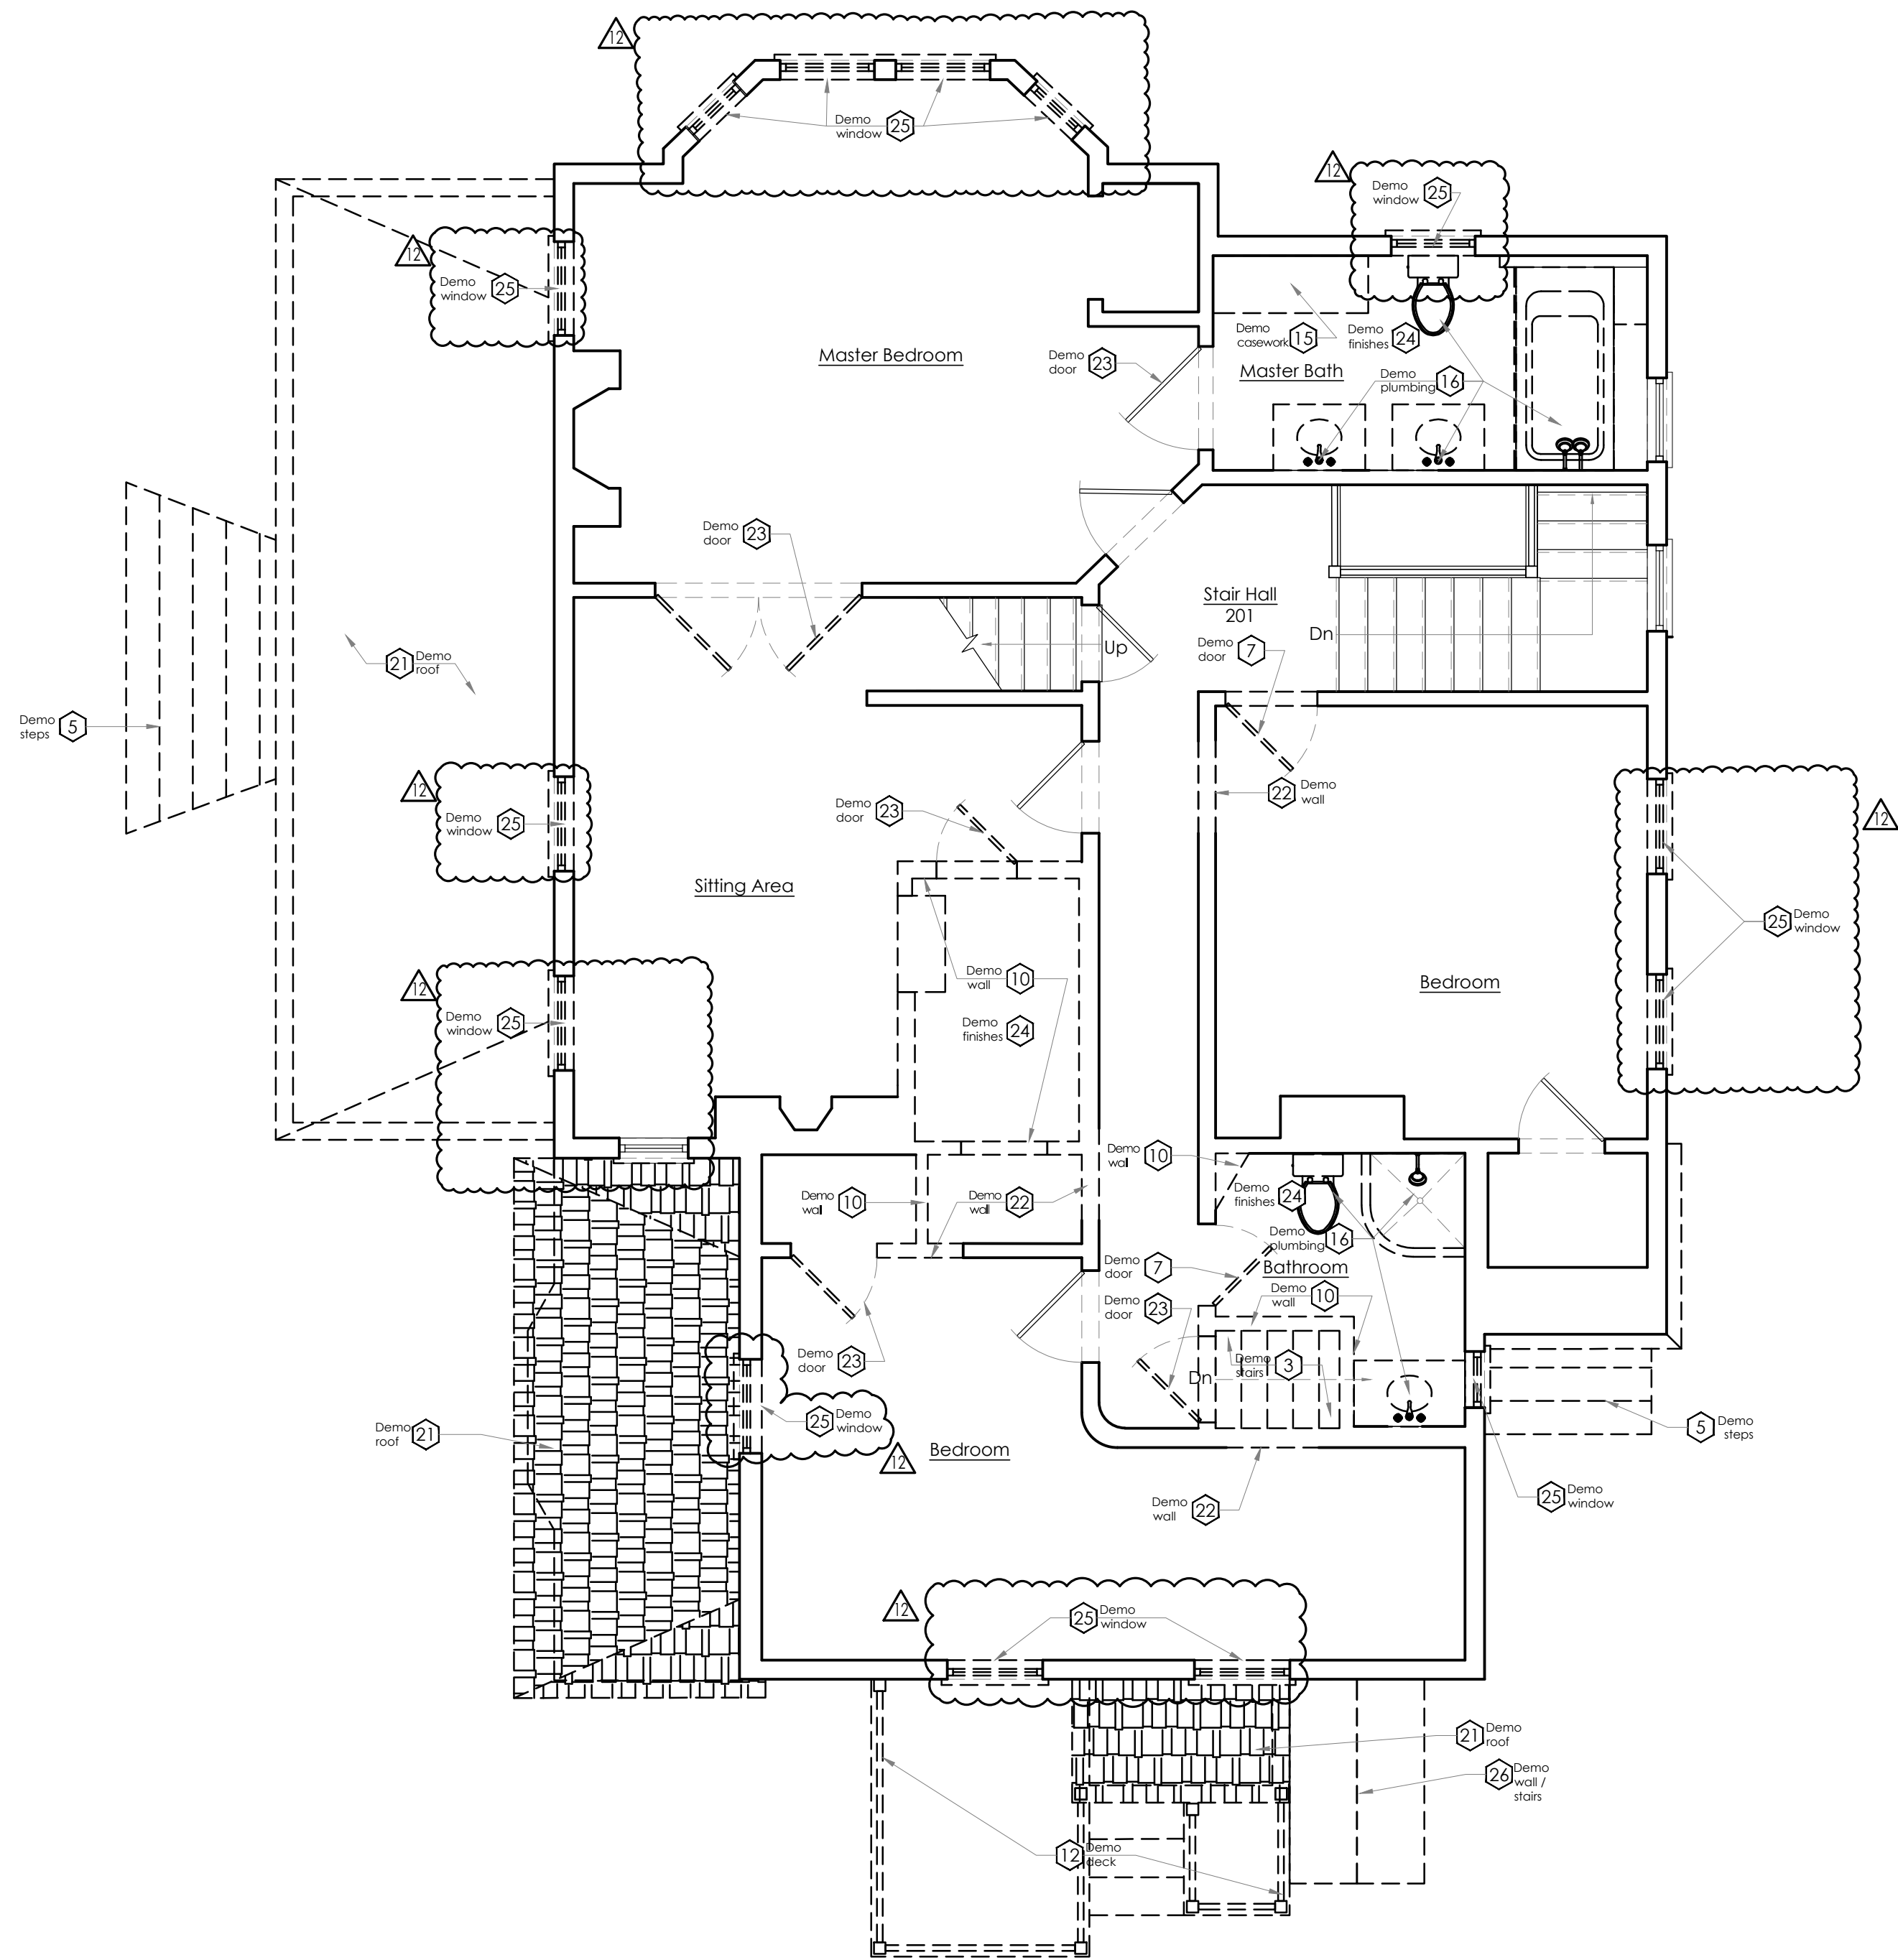 12
Demo
window 25
12
Demo
window 25
12
Demo
window 25
Demo
casework 15
Demo
finishes 24
Master Bedroom
Demo
door 23
Master Bath
Demo
plumbing 16
Demo
door 23
Stair Hall
201
Dn
Up
Demo
door 7
21 Demo
roof
Demo
steps 5
12
Demo
window 25
Demo
door 23
22 Demo
wall
12
Sitting Area
25 Demo
window
Demo
wall 10
Bedroom
12
Demo
window 25
Demo
finishes 24
Demo
wall 10
Demo
wall 10
Demo
wall 22
Demo
finishes 24
Demo
plumbing 16
Demo
door 7
Bathroom
Demo
wall 10
Demo
door 23
Demo
door 23
Demo
stairs 3
Dn
25 Demo
window
12
Demo
roof 21
Bedroom
5 Demo
steps
25 Demo
window
Demo
wall 22
12
25 Demo
window
21 Demo
roof
26 Demo
wall /
stairs
12 Demo
deck